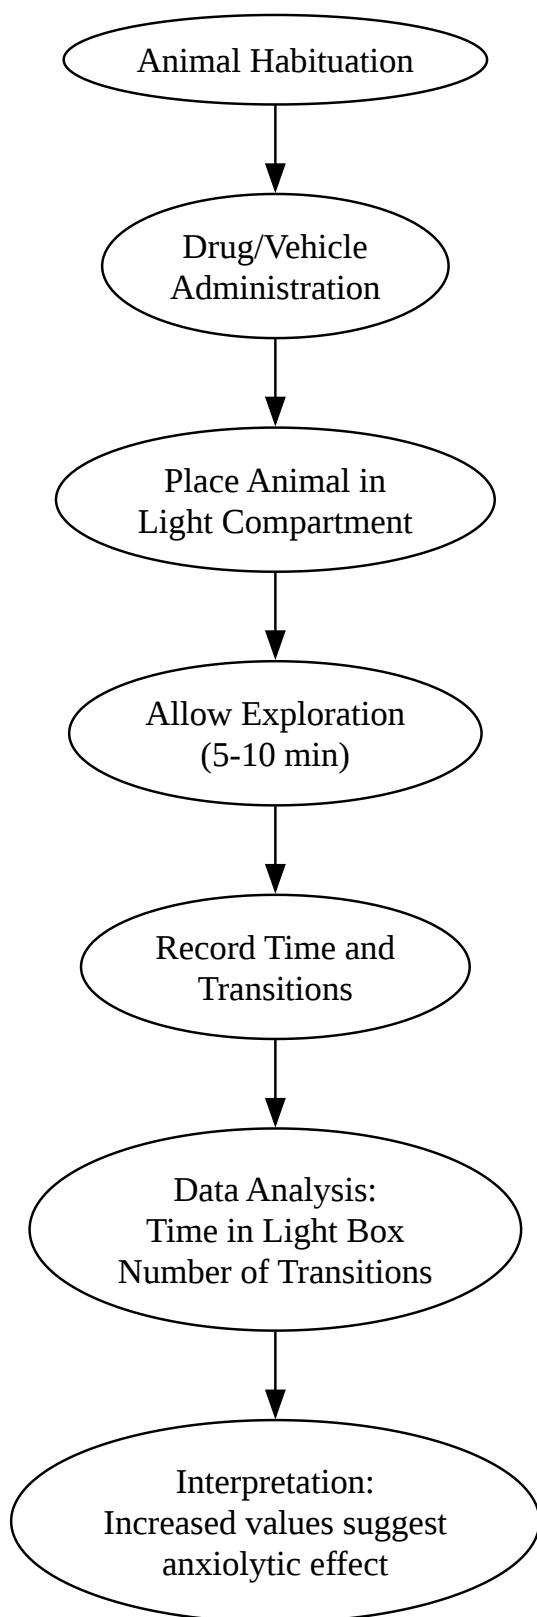 Animal Habituation
Drug/Vehicle
Administration
Place Animal in
Light Compartment
Allow Exploration
(5-10 min)
Record Time and
Transitions
Data Analysis:
Time in Light Box
Number of Transitions
Interpretation:
Increased values suggest
anxiolytic effect